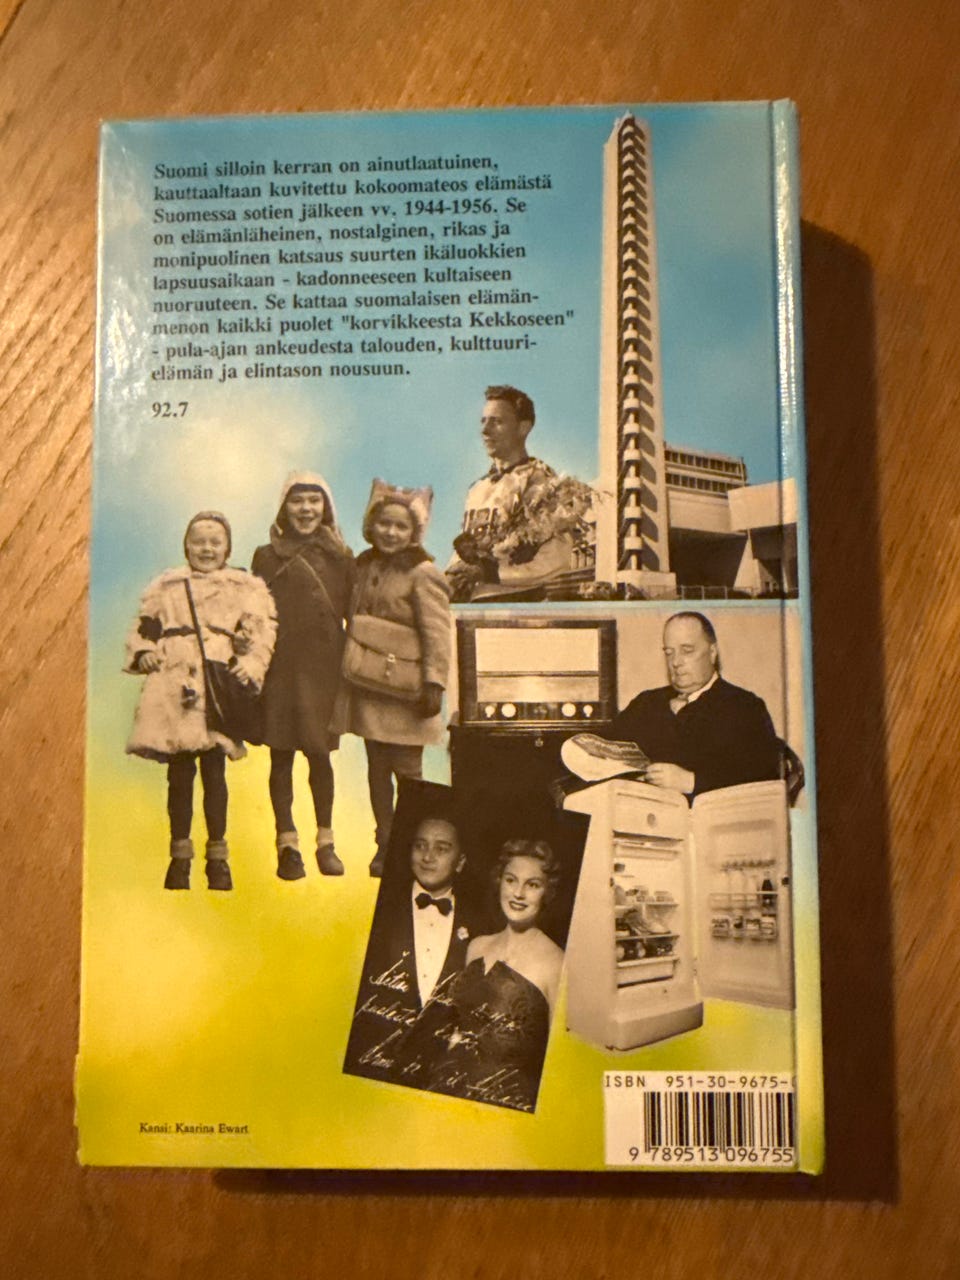 Suomi silloin kerran on ainutlaatuinen,
kauttaaltaan kuvitettu kokoomateos elämästä
Suomessa sotien jälkeen vv. 1944-1956. Se
on elämänläheinen, nostalginen, rikas ja
monipuolinen katsaus suurten ikäluokkien
lapsuusaikaan - kadonneeseen kultaiseen
nuoruuteen. Se kattaa suomalaisen elämän-
menon kaikki puolet "korvikkeesta Kekkoseen"
- pula-ajan ankeudesta talouden, kulttuuri-
elämän ja elintason nousuun.
92.7
Kansi: Kaarina Ewart
ISBN 951-30-9675-
9 789513 096755